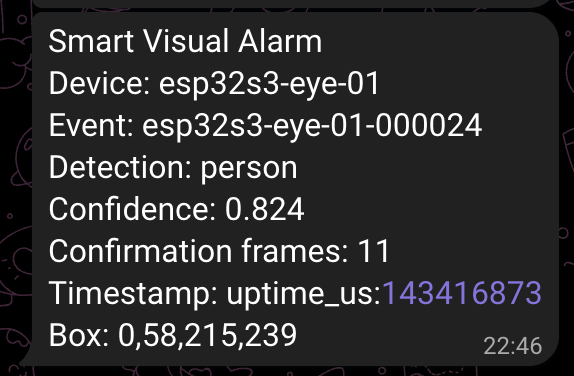 Smart Visual Alarm
Device: esp32s3-eye-01
Event: esp32s3-eye-01-000024
Detection: person
Confidence: 0.824
Confirmation frames: 11
Timestamp: uptime_us:143416873
Box: 0,58,215,239
22:46